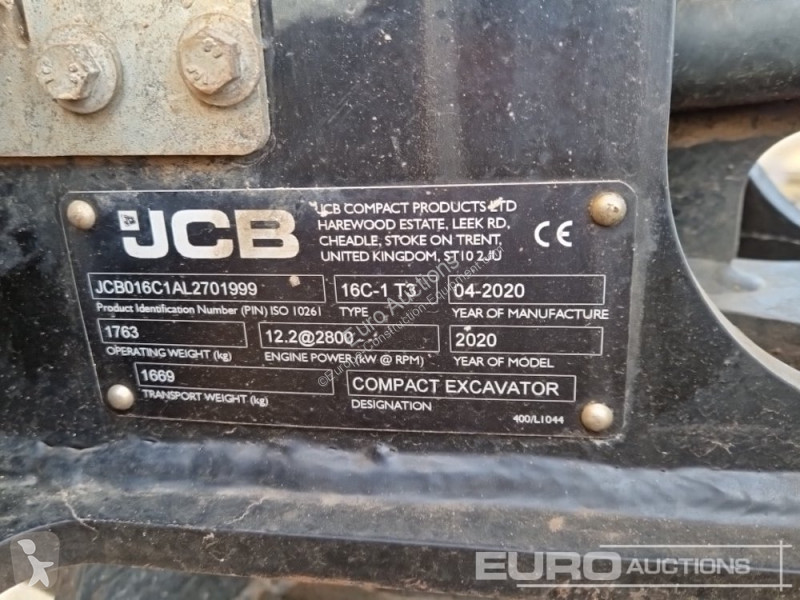 JCB
JCB COMPACT PRODUCTS LTD
HAREWOOD ESTATE, LEEK RD,
CHEADLE, STOKE ON TRENT,
UNITED KINGDOM, ST10 2JU
CE
JCB016C1AL2701999
16C-1 T3
04-2020
Product Identification Number (PIN) ISO 10261
TYPE
YEAR OF MANUFACTURE
1763
12.2@2800
2020
OPERATING WEIGHT (kg)
ENGINE POWER (kW @ RPM)
YEAR OF MODEL
1669
COMPACT EXCAVATOR
TRANSPORT WEIGHT (kg)
DESIGNATION
400/L1044
Euro Auctions
EURO AUCTIONS